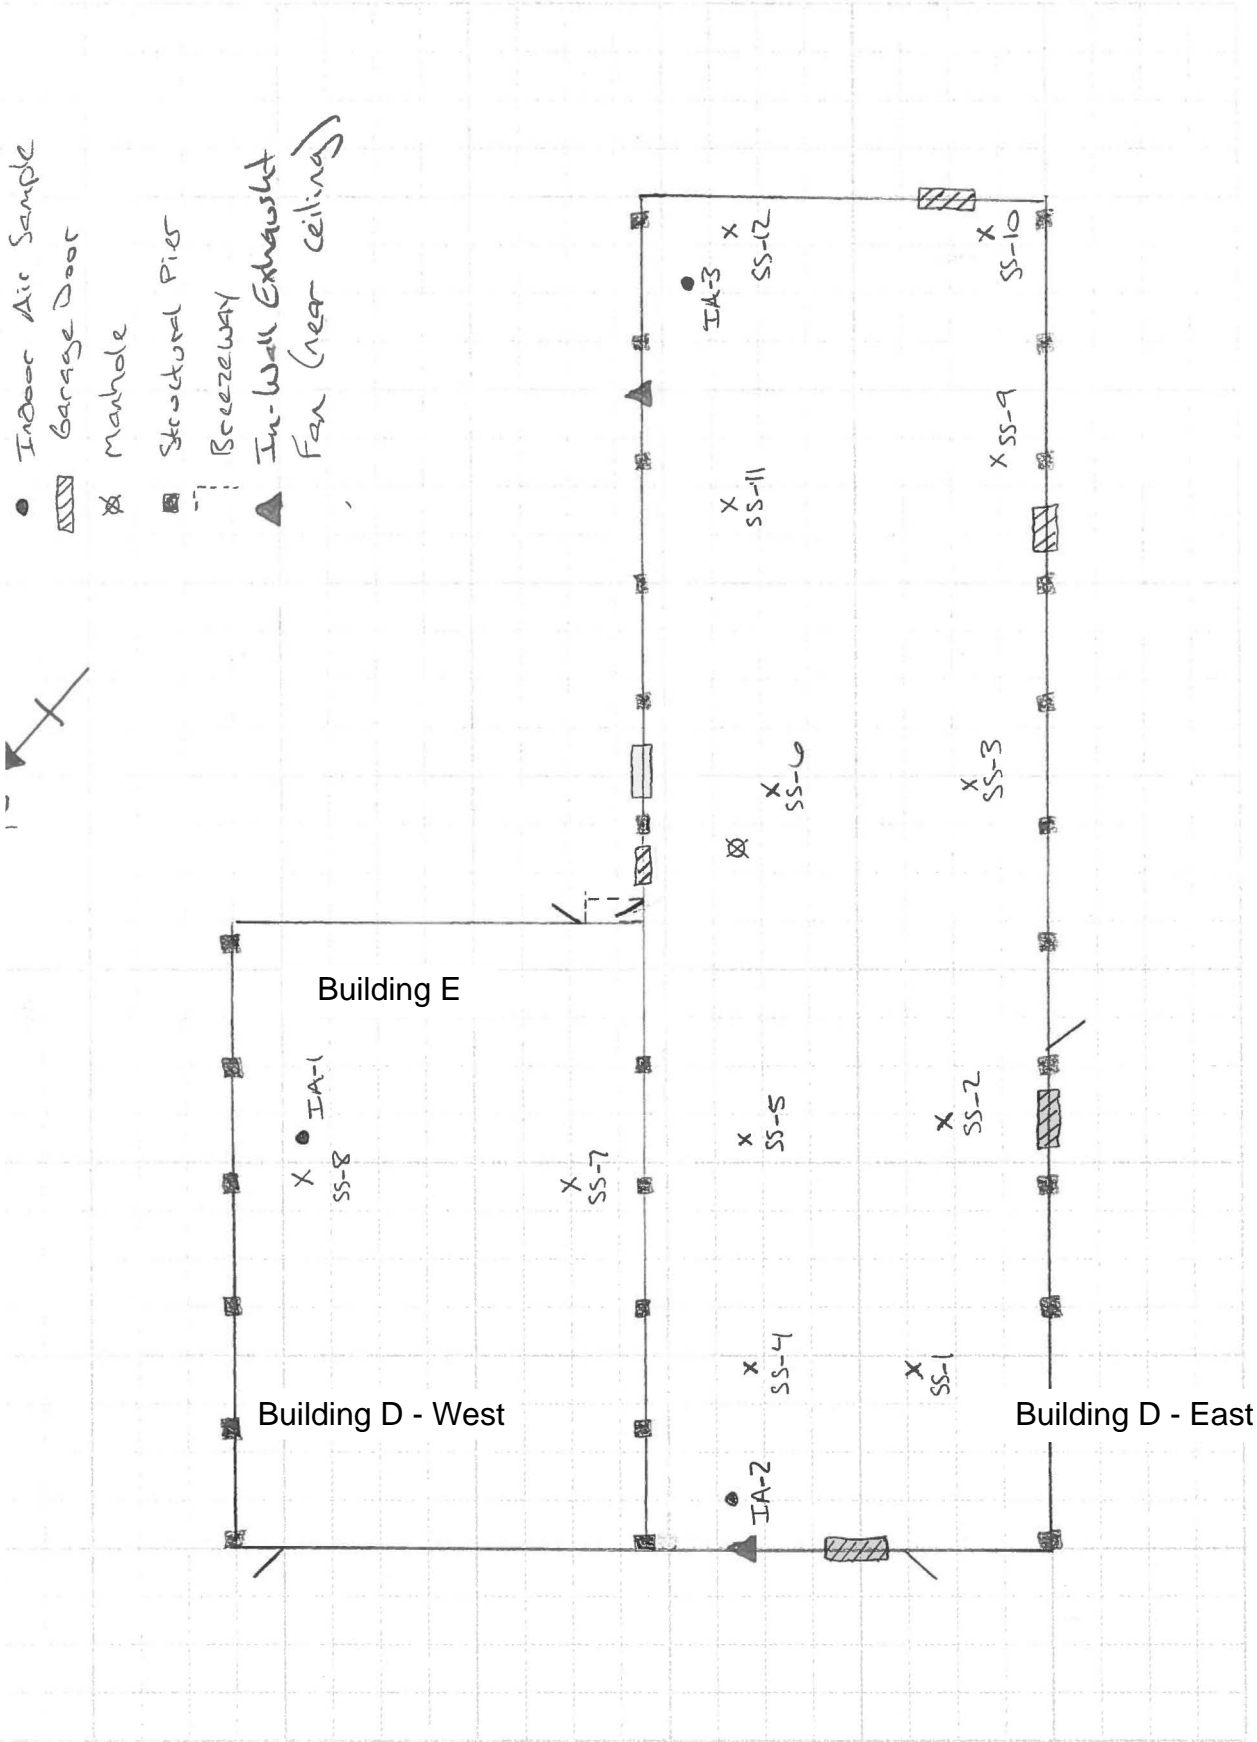 Indoor Air Sample
Garage Door
Manhole
Structural Pier
Breezeway
In-Wall Exhausht
Fan (near ceiling)
SS-12
IA-3
SS-10
SS-9
SS-11
SS-6
SS-3
Building E
IA-1
SS-8
SS-7
SS-5
SS-2
SS-4
SS-1
Building D - West
Building D - East
IA-2